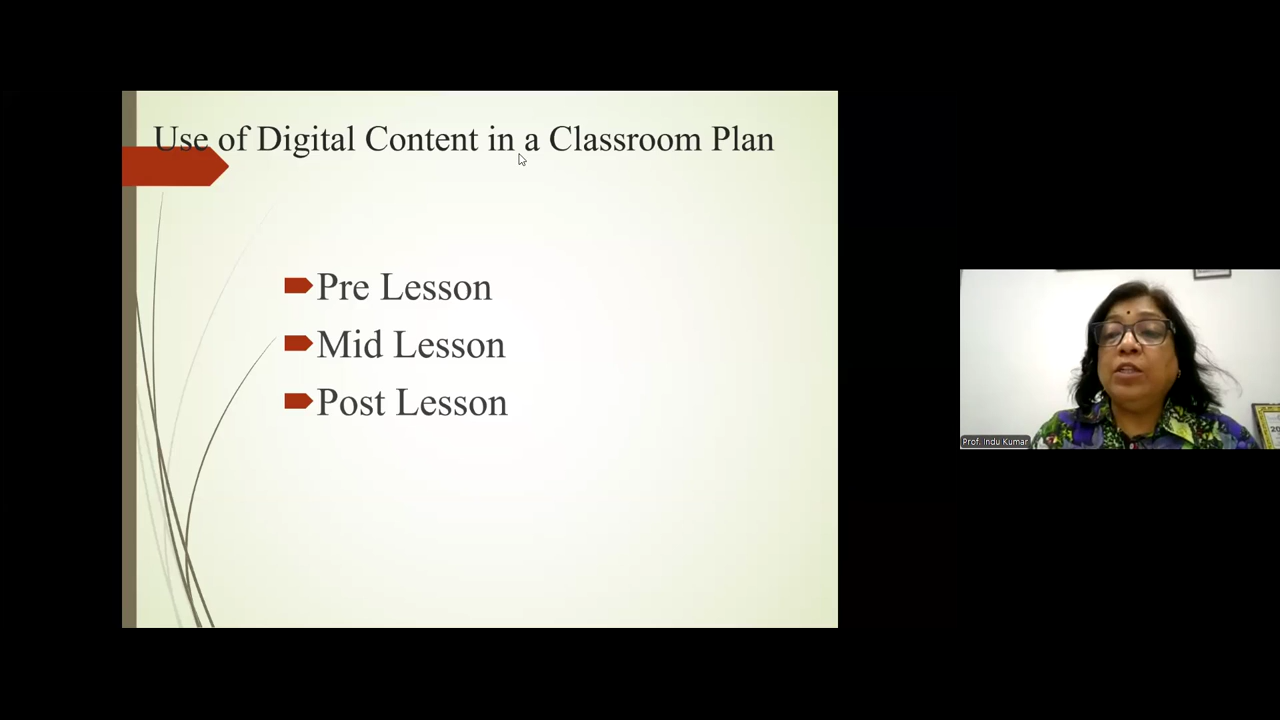 Use of Digital Content in a Classroom Plan
Pre Lesson
Mid Lesson
Post Lesson
Prof. Indu Kumar